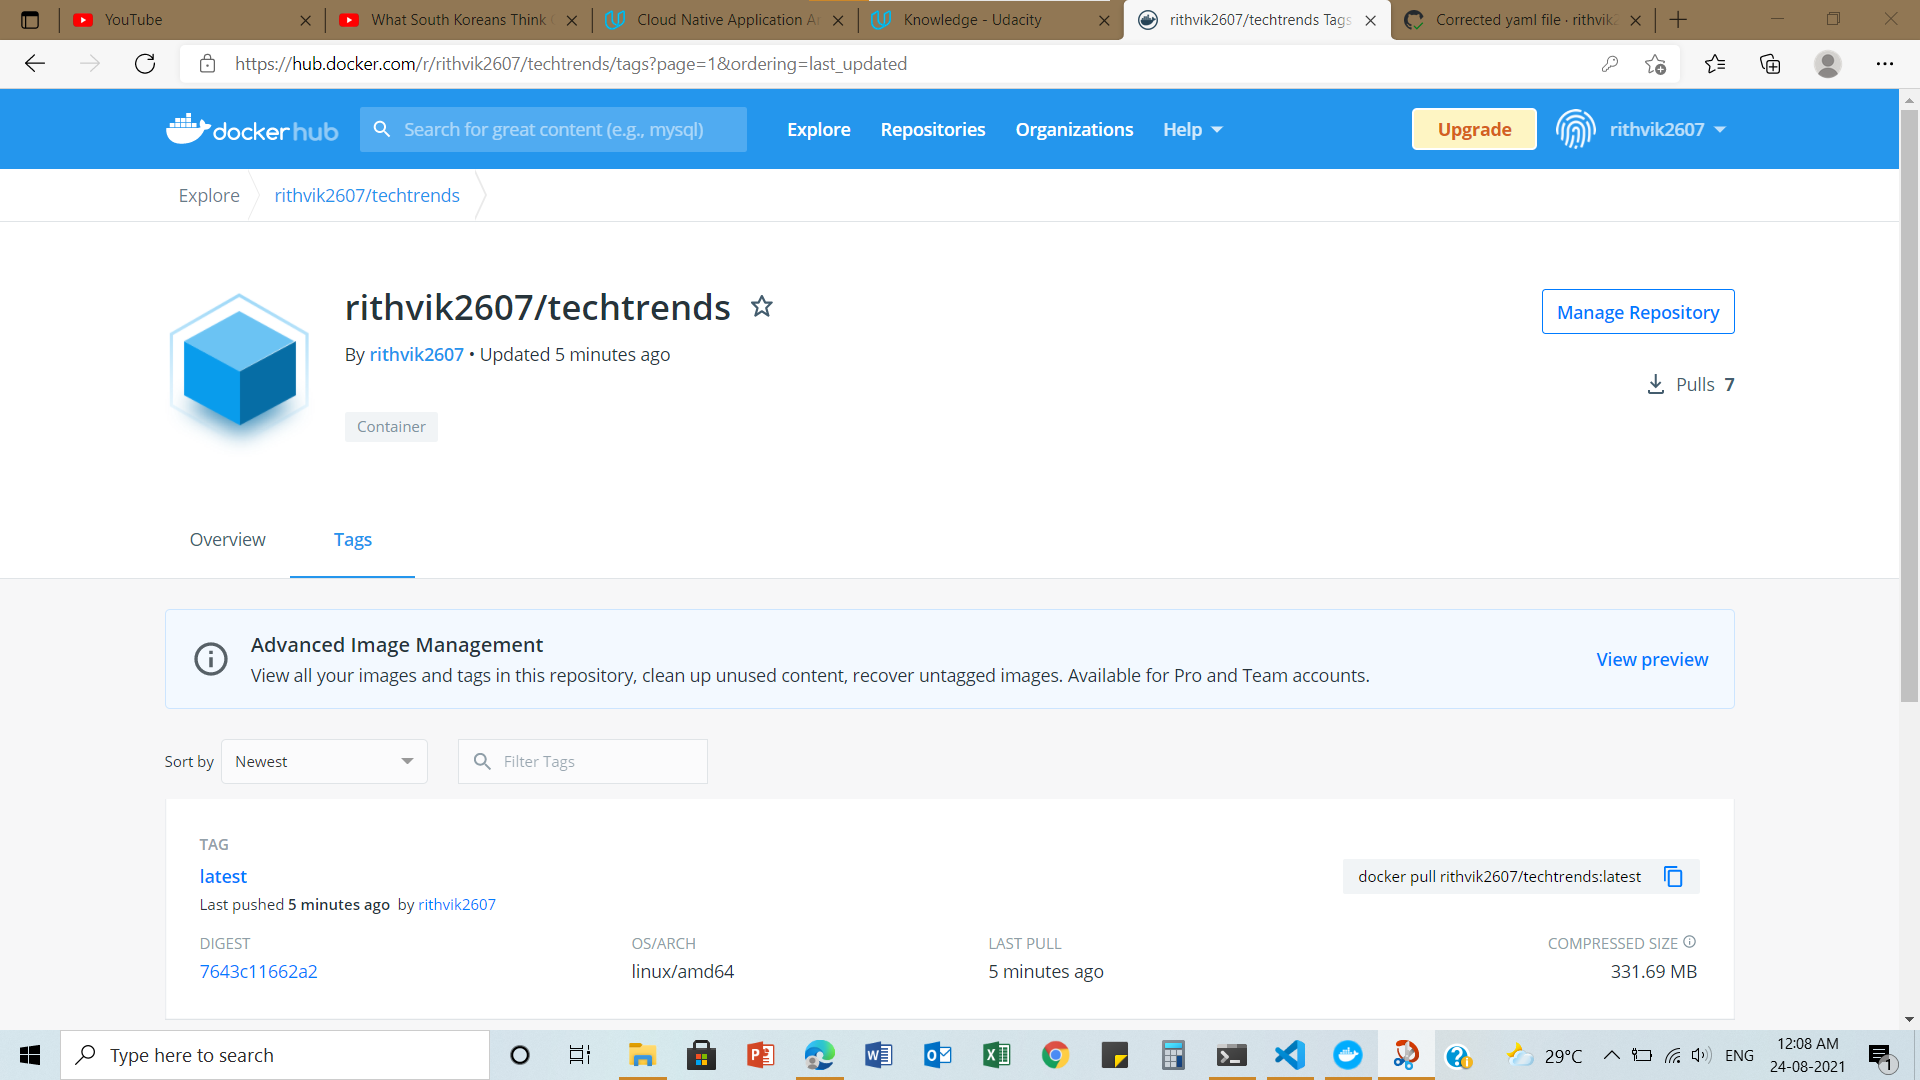 YouTube
What South Koreans Think
Cloud Native Application A
Knowledge - Udacity
rithvik2607/techtrends Tags
Corrected yaml file · rithvik2
https://hub.docker.com/r/rithvik2607/techtrends/tags?page=1&ordering=last_updated
dockerhub
Search for great content (e.g., mysql)
Explore
Repositories
Organizations
Help
Upgrade
rithvik2607
Explore
rithvik2607/techtrends
rithvik2607/techtrends
Manage Repository
By rithvik2607 • Updated 5 minutes ago
Pulls 7
Container
Overview
Tags
Advanced Image Management
View all your images and tags in this repository, clean up unused content, recover untagged images. Available for Pro and Team accounts.
View preview
Sort by
Newest
Filter Tags
TAG
latest
docker pull rithvik2607/techtrends:latest
Last pushed 5 minutes ago by rithvik2607
DIGEST
OS/ARCH
LAST PULL
COMPRESSED SIZE
7643c11662a2
linux/amd64
5 minutes ago
331.69 MB
Type here to search
29°C
ENG
12:08 AM
24-08-2021
1